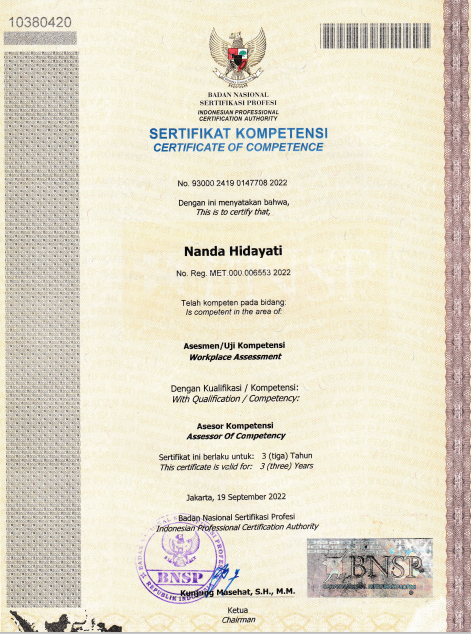 10380420
BADAN NASIONAL
SERTIFIKASI PROFESI
INDONESIAN PROFESSIONAL
CERTIFICATION AUTHORITY
SERTIFIKAT KOMPETENSI
CERTIFICATE OF COMPETENCE
No. 93000 2419 0147708 2022
Dengan ini menyatakan bahwa,
This is to certify that,
Nanda Hidayati
No. Reg. MET.000.006553 2022
Telah kompeten pada bidang:
Is competent in the area of:
Asesmen/Uji Kompetensi
Workplace Assessment
Dengan Kualifikasi / Kompetensi:
With Qualification / Competency:
Asesor Kompetensi
Assessor Of Competency
Sertifikat ini berlaku untuk: 3 (tiga) Tahun
This certificate is valid for: 3 (three) Years
Jakarta, 19 September 2022
Badan Nasional Sertifikasi Profesi
Indonesian Professional Certification Authority
BNSP
REPUBLIK INDONESIA
BNSP
Kunjung Masehat, S.H., M.M.
Ketua
Chairman